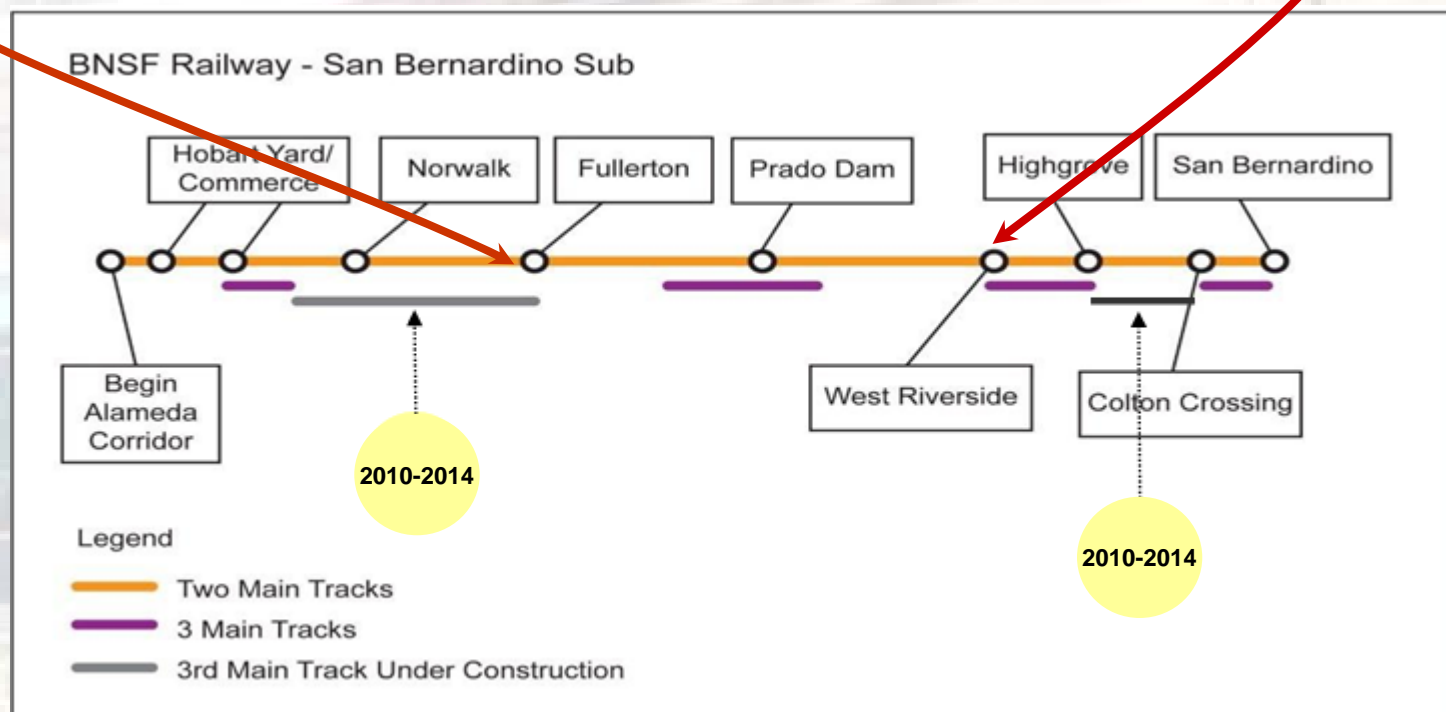 BNSF Railway - San Bernardino Sub
Hobart Yard/
Commerce
Norwalk
Fullerton
Prado Dam
Highgrove
San Bernardino
Begin
Alameda
Corridor
West Riverside
Colton Crossing
2010-2014
2010-2014
Legend
Two Main Tracks
3 Main Tracks
3rd Main Track Under Construction